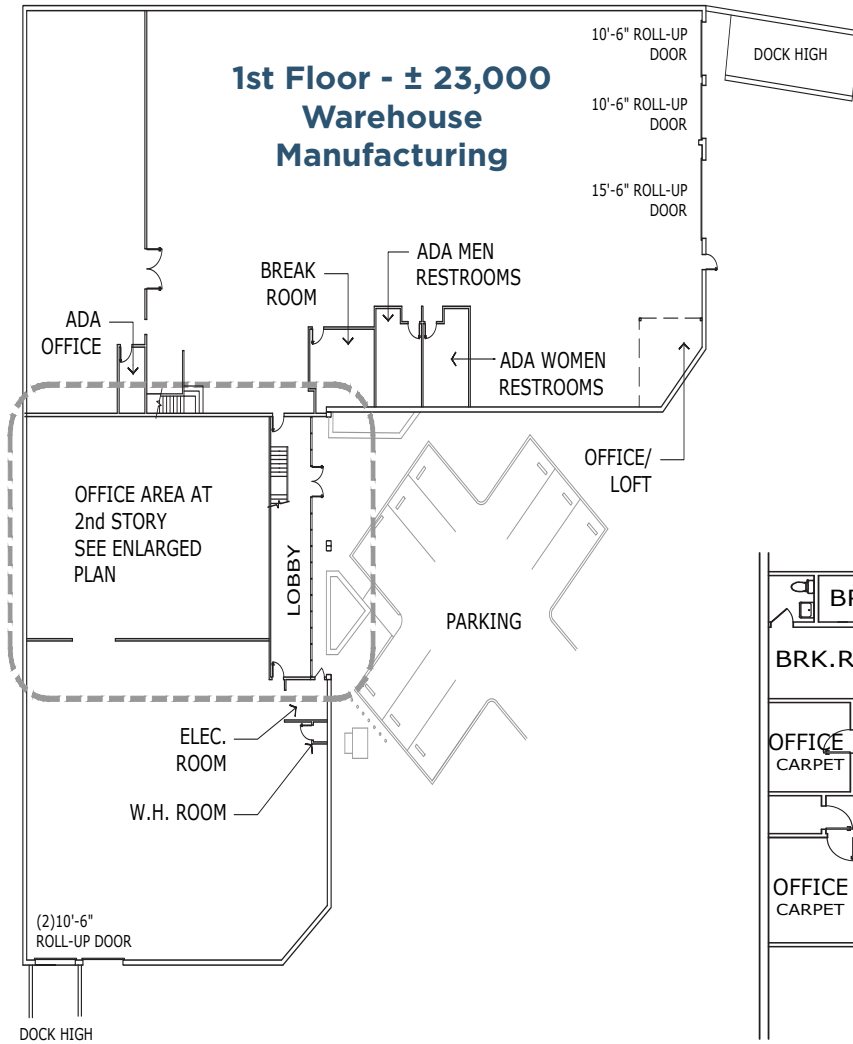 1st Floor - ± 23,000
Warehouse
Manufacturing
10'-6" ROLL-UP
DOOR
DOCK HIGH
10'-6" ROLL-UP
DOOR
15'-6" ROLL-UP
DOOR
ADA MEN
RESTROOMS
BREAK
ROOM
ADA
OFFICE
ADA WOMEN
RESTROOMS
OFFICE/
LOFT
OFFICE AREA AT
2nd STORY
SEE ENLARGED
PLAN
LOBBY
PARKING
BRK.R
OFFICE
CARPET
ELEC.
ROOM
W.H. ROOM
OFFICE
CARPET
(2)10'-6"
ROLL-UP DOOR
DOCK HIGH